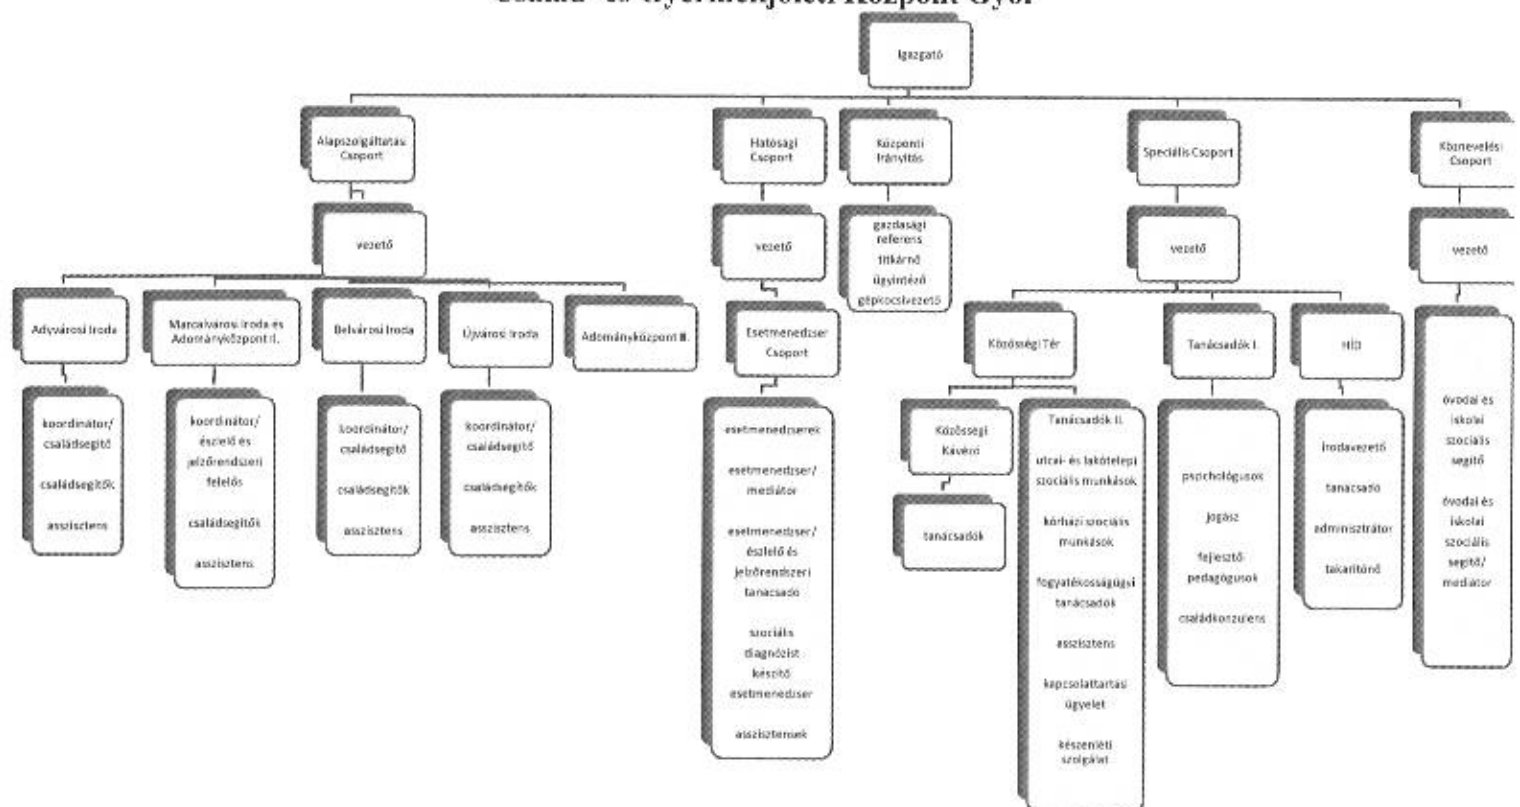 Központ Győr
Igazgató
Alapszolgáltatási
Csoport
Hatósági
Csoport
Központi
Irányítás
Speciális Csoport
Köznevelési
Csoport
vezető
vezető
gazdasági
referens
titkárnő
ügyintéző
gépkocsivezető
vezető
vezető
Adyvárosi Iroda
Marcalvárosi Iroda és
Adományközpont II.
Belvárosi Iroda
Újvárosi Iroda
Adományközpont
Esetmenedzser
Csoport
Közösségi Tér
Tanácsadók I.
HÍD
koordinátor/
családsegítő
családsegítők
asszisztens
koordinátor/
észlelő és
jelzőrendszeri
felelős
családsegítők
asszisztens
koordinátor/
családsegítő
családsegítők
asszisztens
koordinátor/
családsegítő
családsegítők
asszisztens
esetmenedzserek
esetmenedzser/
mediátor
esetmenedzser/
észlelő és
jelzőrendszeri
tanácsadó
szociális
diagnózist
készítő
esetmenedzser
asszisztensek
Közösségi
Kávézó
tanácsadók
Tanácsadók II.
utcai- és lakótelepi
szociális munkások
kórházi szociális
munkások
fogyatékosságügyi
tanácsadók
asszisztens
kapcsolattartási
ügyelet
készenléti
szolgálat
pszichológusok
jogász
fejlesztő
pedagógusok
családkonzulens
irodavezető
tanácsadó
adminisztrátor
takarítónő
óvodai és
iskolai
szociális
segítő
óvodai és
iskolai
szociális
segítő/
mediátor